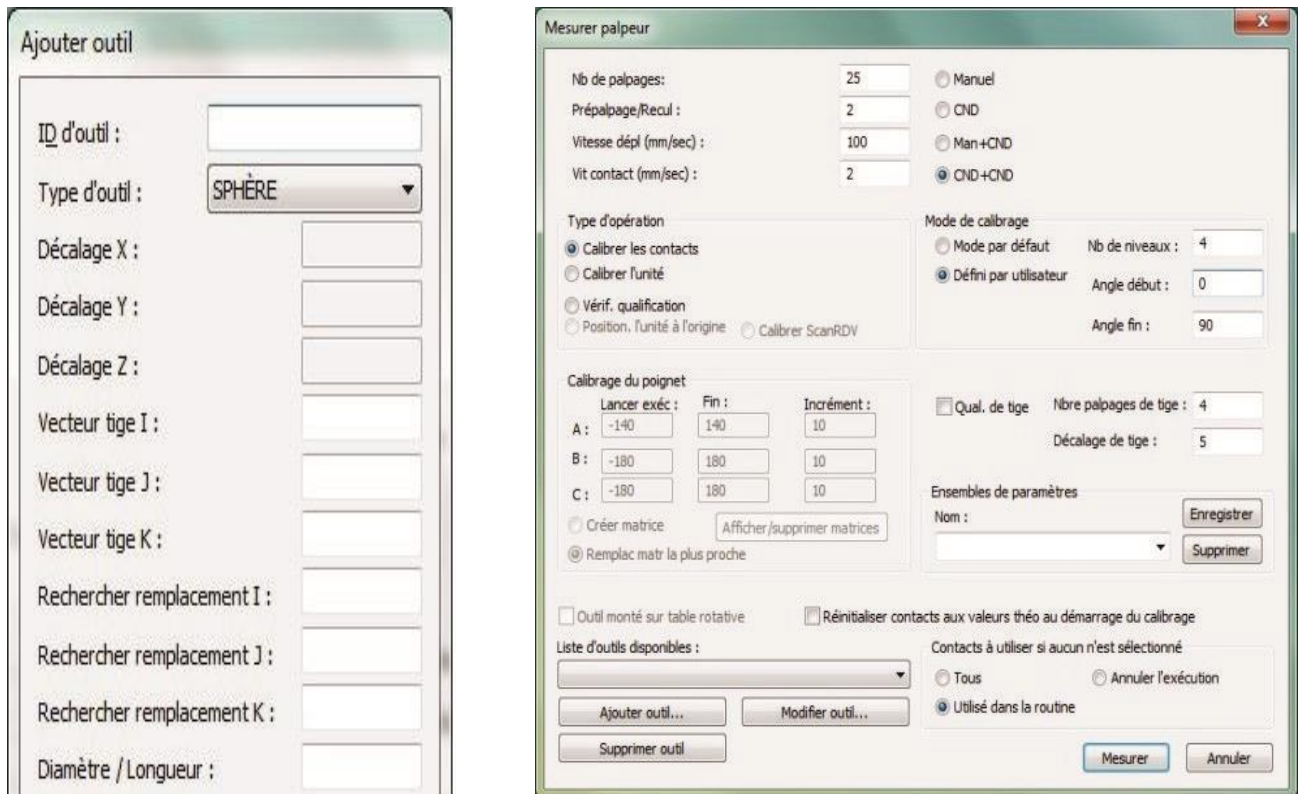 Ajouter outil
ID d'outil :
Type d'outil : SPHÈRE
Décalage X :
Décalage Y :
Décalage Z :
Vecteur tige I :
Vecteur tige J :
Vecteur tige K :
Rechercher remplacement I :
Rechercher remplacement J :
Rechercher remplacement K :
Diamètre / Longueur :
Mesurer palpeur
X
Nb de palpages: 25 Manuel
Prépalpage/Recul : 2 CND
Vitesse dépl (mm/sec) : 100 Man+CND
Vit contact (mm/sec) : 2 CND+CND
Type d'opération
Calibrer les contacts
Calibrer l'unité
Vérif. qualification
Position. l'unité à l'origine Calibrer ScanRDV
Mode de calibrage
Mode par défaut Nb de niveaux : 4
Défini par utilisateur Angle début : 0
Angle fin : 90
Calibrage du poignet
Lancer exéc : Fin : Incrément :
A : -140 140 10
B : -180 180 10
C : -180 180 10
Créer matrice Afficher/supprimer matrices
Remplac matr la plus proche
Qual. de tige Nbre palpages de tige : 4
Décalage de tige : 5
Ensembles de paramètres
Nom : Enregistrer
Supprimer
Outil monté sur table rotative Réinitialiser contacts aux valeurs théo au démarrage du calibrage
Liste d'outils disponibles :
Ajouter outil... Modifier outil...
Supprimer outil
Contacts à utiliser si aucun n'est sélectionné
Tous Annuler l'exécution
Utilisé dans la routine
Mesurer Annuler